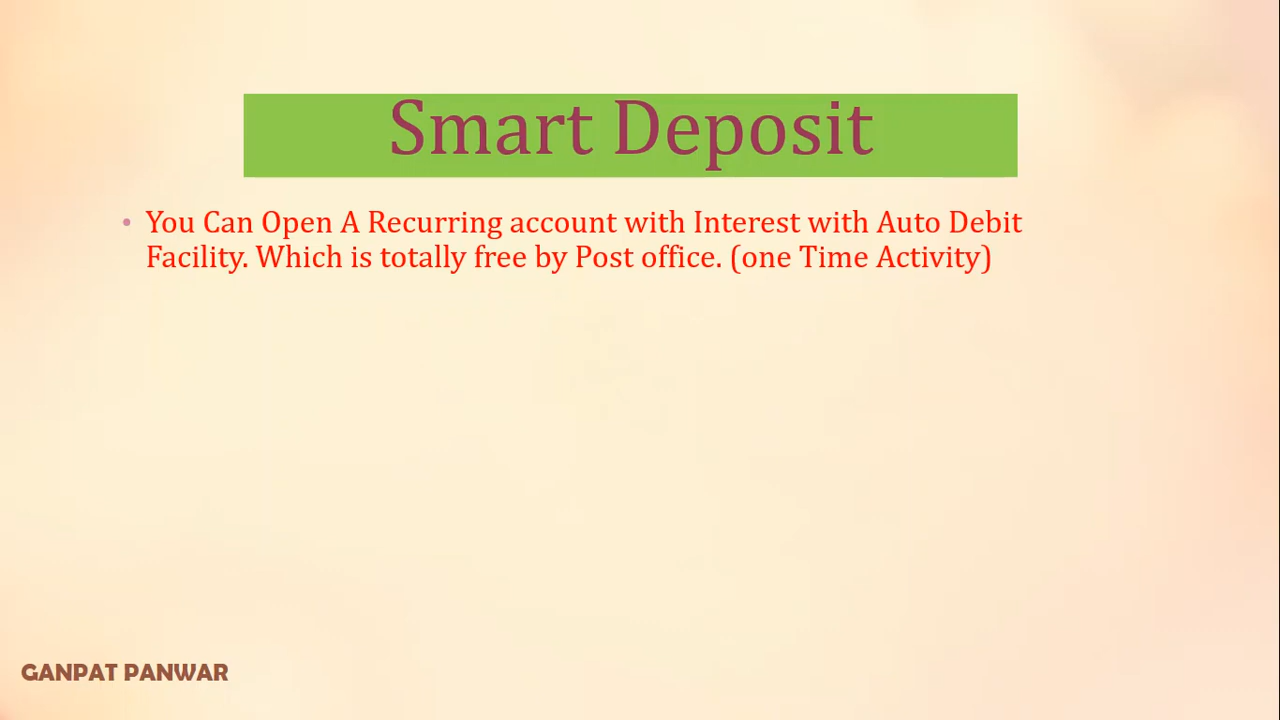 Smart Deposit
• You Can Open A Recurring account with Interest with Auto Debit
Facility. Which is totally free by Post office. (one Time Activity)
GANPAT PANWAR